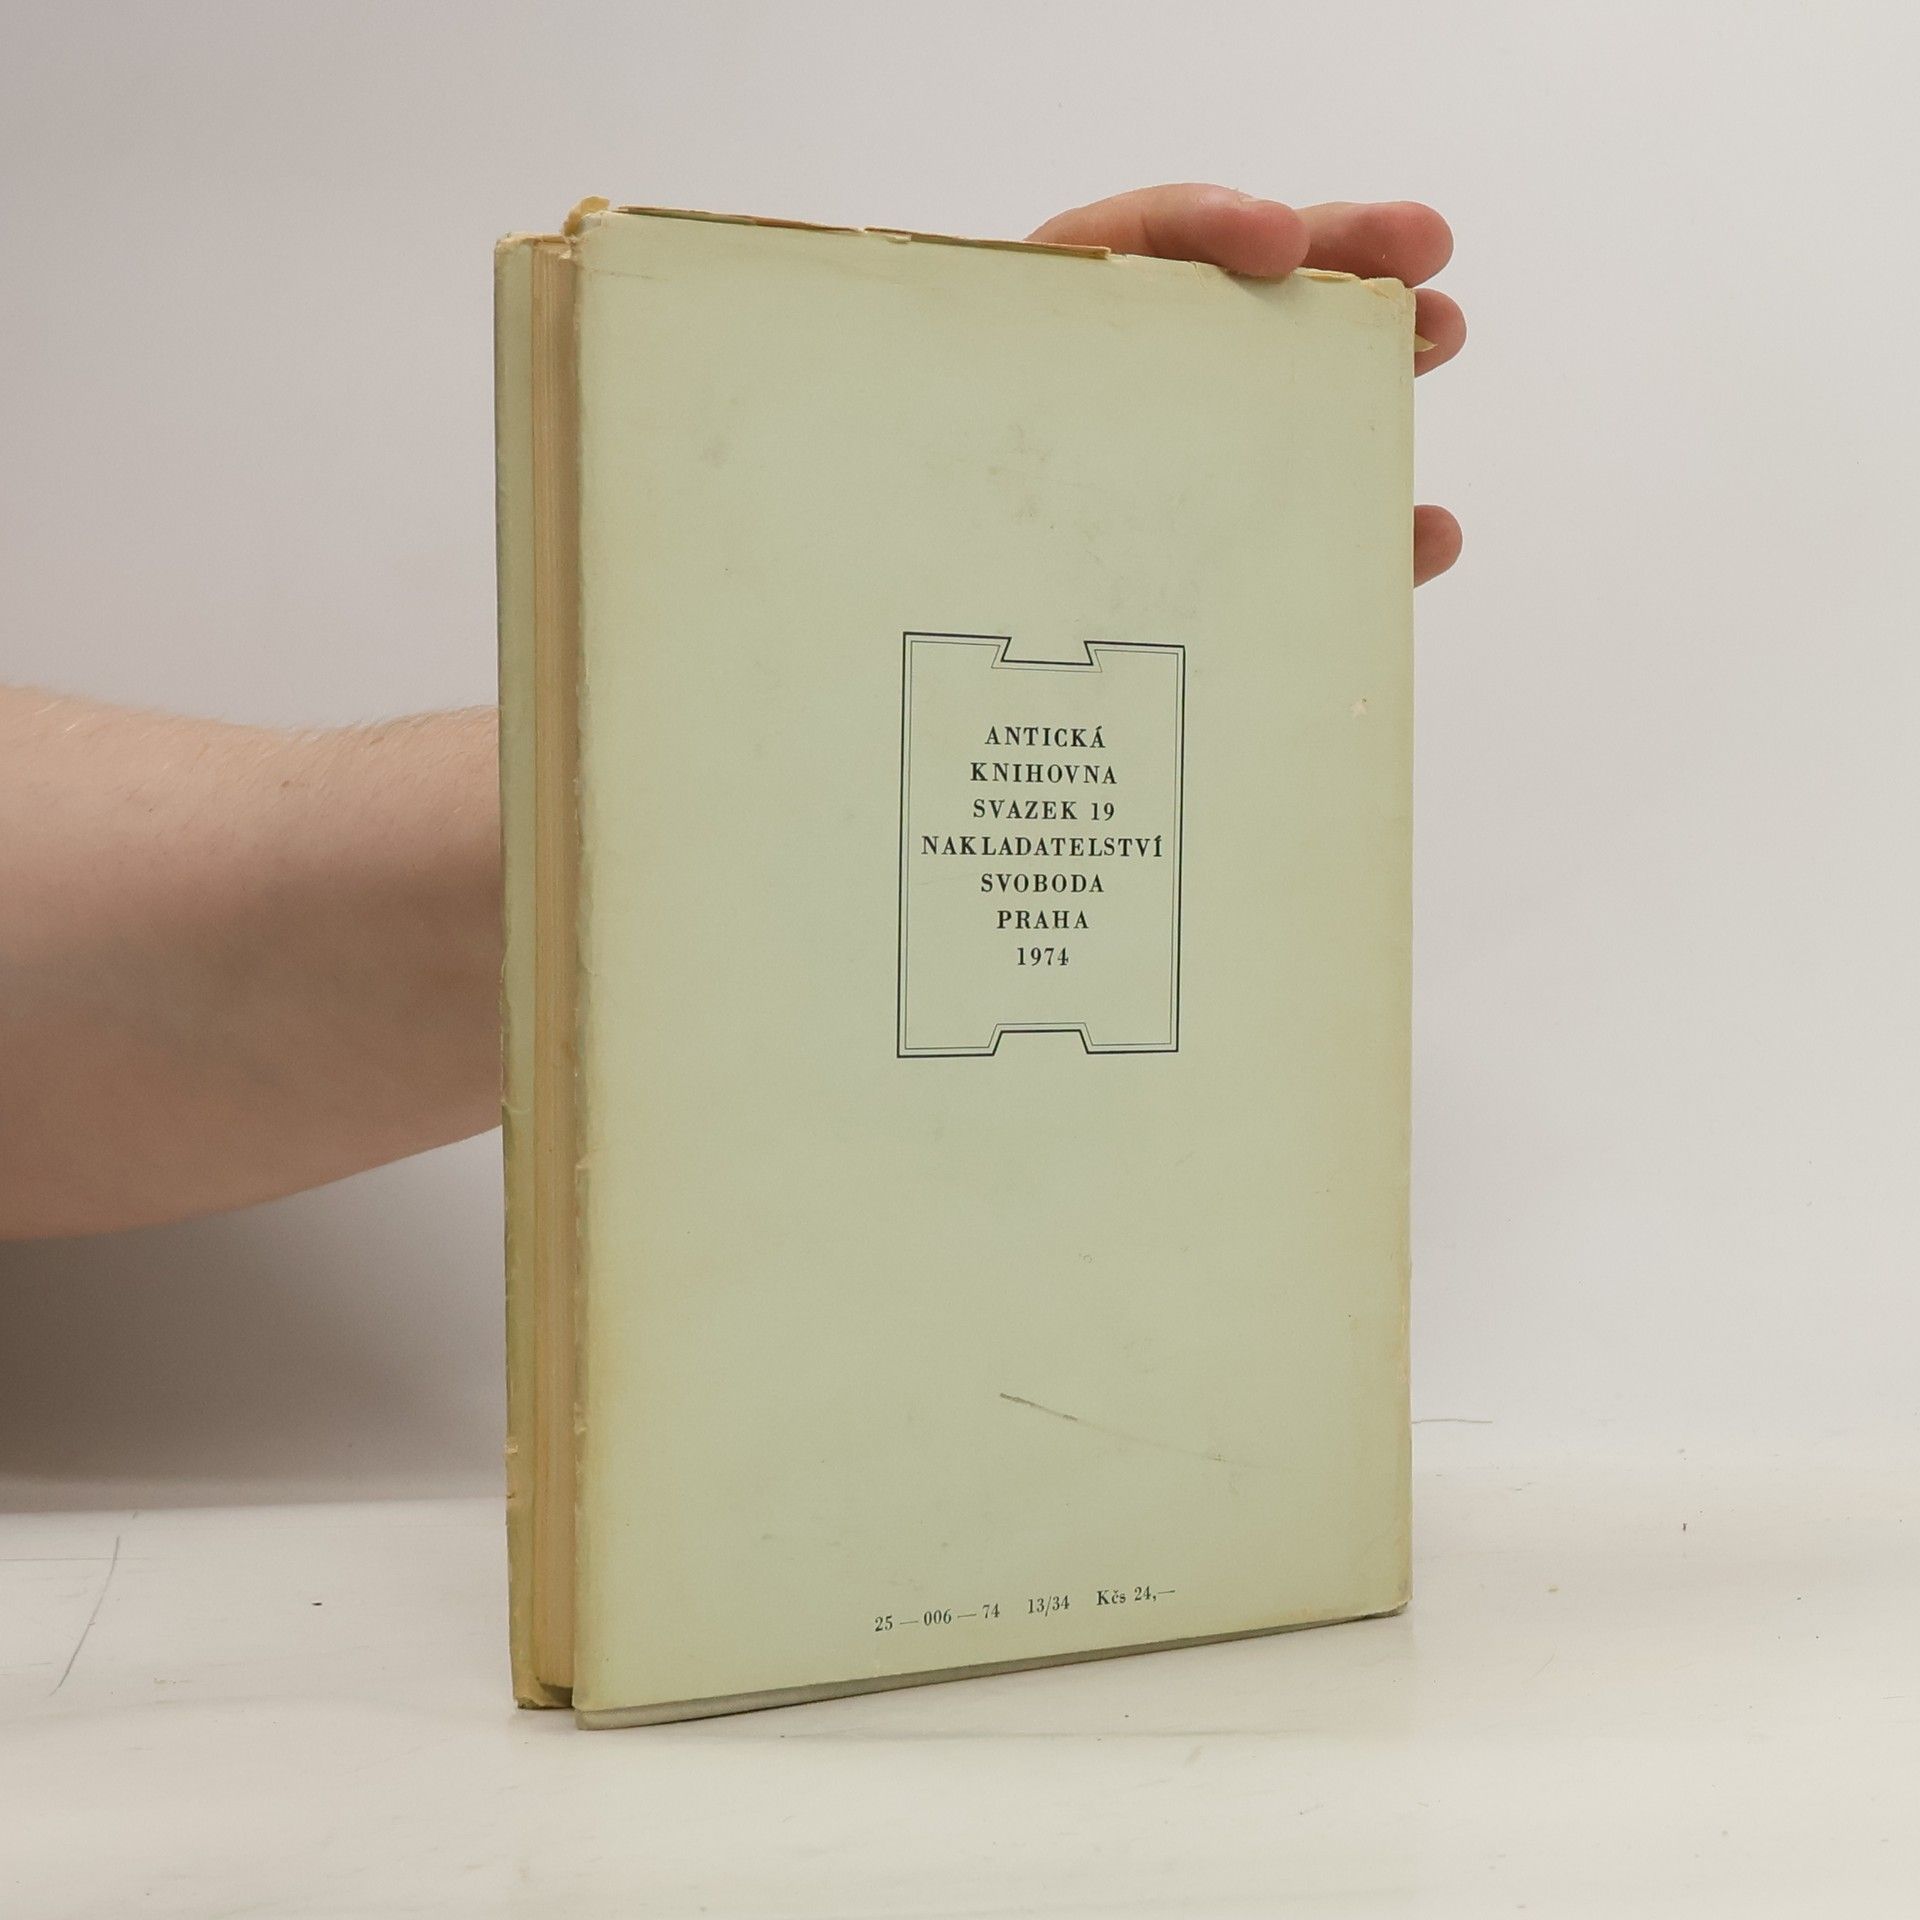 ANTICKÁ
KNIHOVNA
SVAZEK 19
NAKLADATELSTVÍ
SVOBODA
PRAHA
1974
25 — 006 — 74 13/34 Kčs 24,—